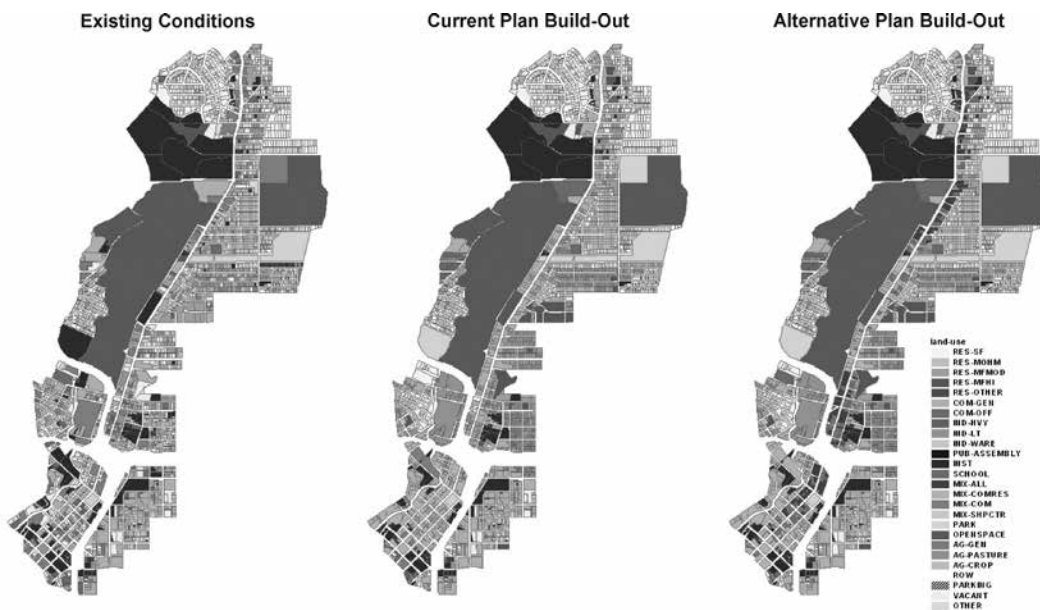 Existing Conditions
Current Plan Build-Out
Alternative Plan Build-Out
land-use
RES-SF
RES-MOHM
RES-MFMOD
RES-MFHI
RES-OTHER
COM-GEN
COM-OFF
IND-HVY
IND-LT
IND-WARE
PUB-ASSEMBLY
INST
SCHOOL
MIX-ALL
MIX-COMRES
MIX-COM
MIX-SHPCTR
PARK
OPENSPACE
AG-GEN
AG-PASTURE
AG-CROP
ROW
PARKING
VACANT
OTHER